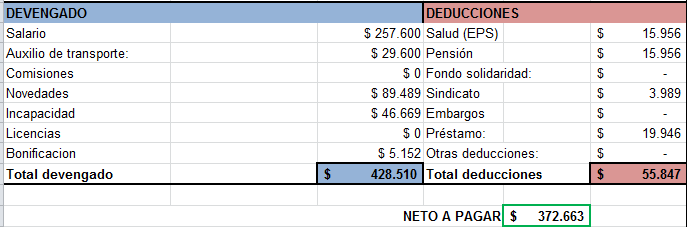 DEVENGADO DEDUCCIONES
Salario $ 257.600 Salud (EPS) $ 15.956
Auxilio de transporte: $ 29.600 Pensión $ 15.956
Comisiones $ 0 Fondo solidaridad: $ -
Novedades $ 89.489 Sindicato $ 3.989
Incapacidad $ 46.669 Embargos $ -
Licencias $ 0 Préstamo: $ 19.946
Bonificacion $ 5.152 Otras deducciones: $ -
Total devengado $ 428.510 Total deducciones $ 55.847
NETO A PAGAR $ 372.663